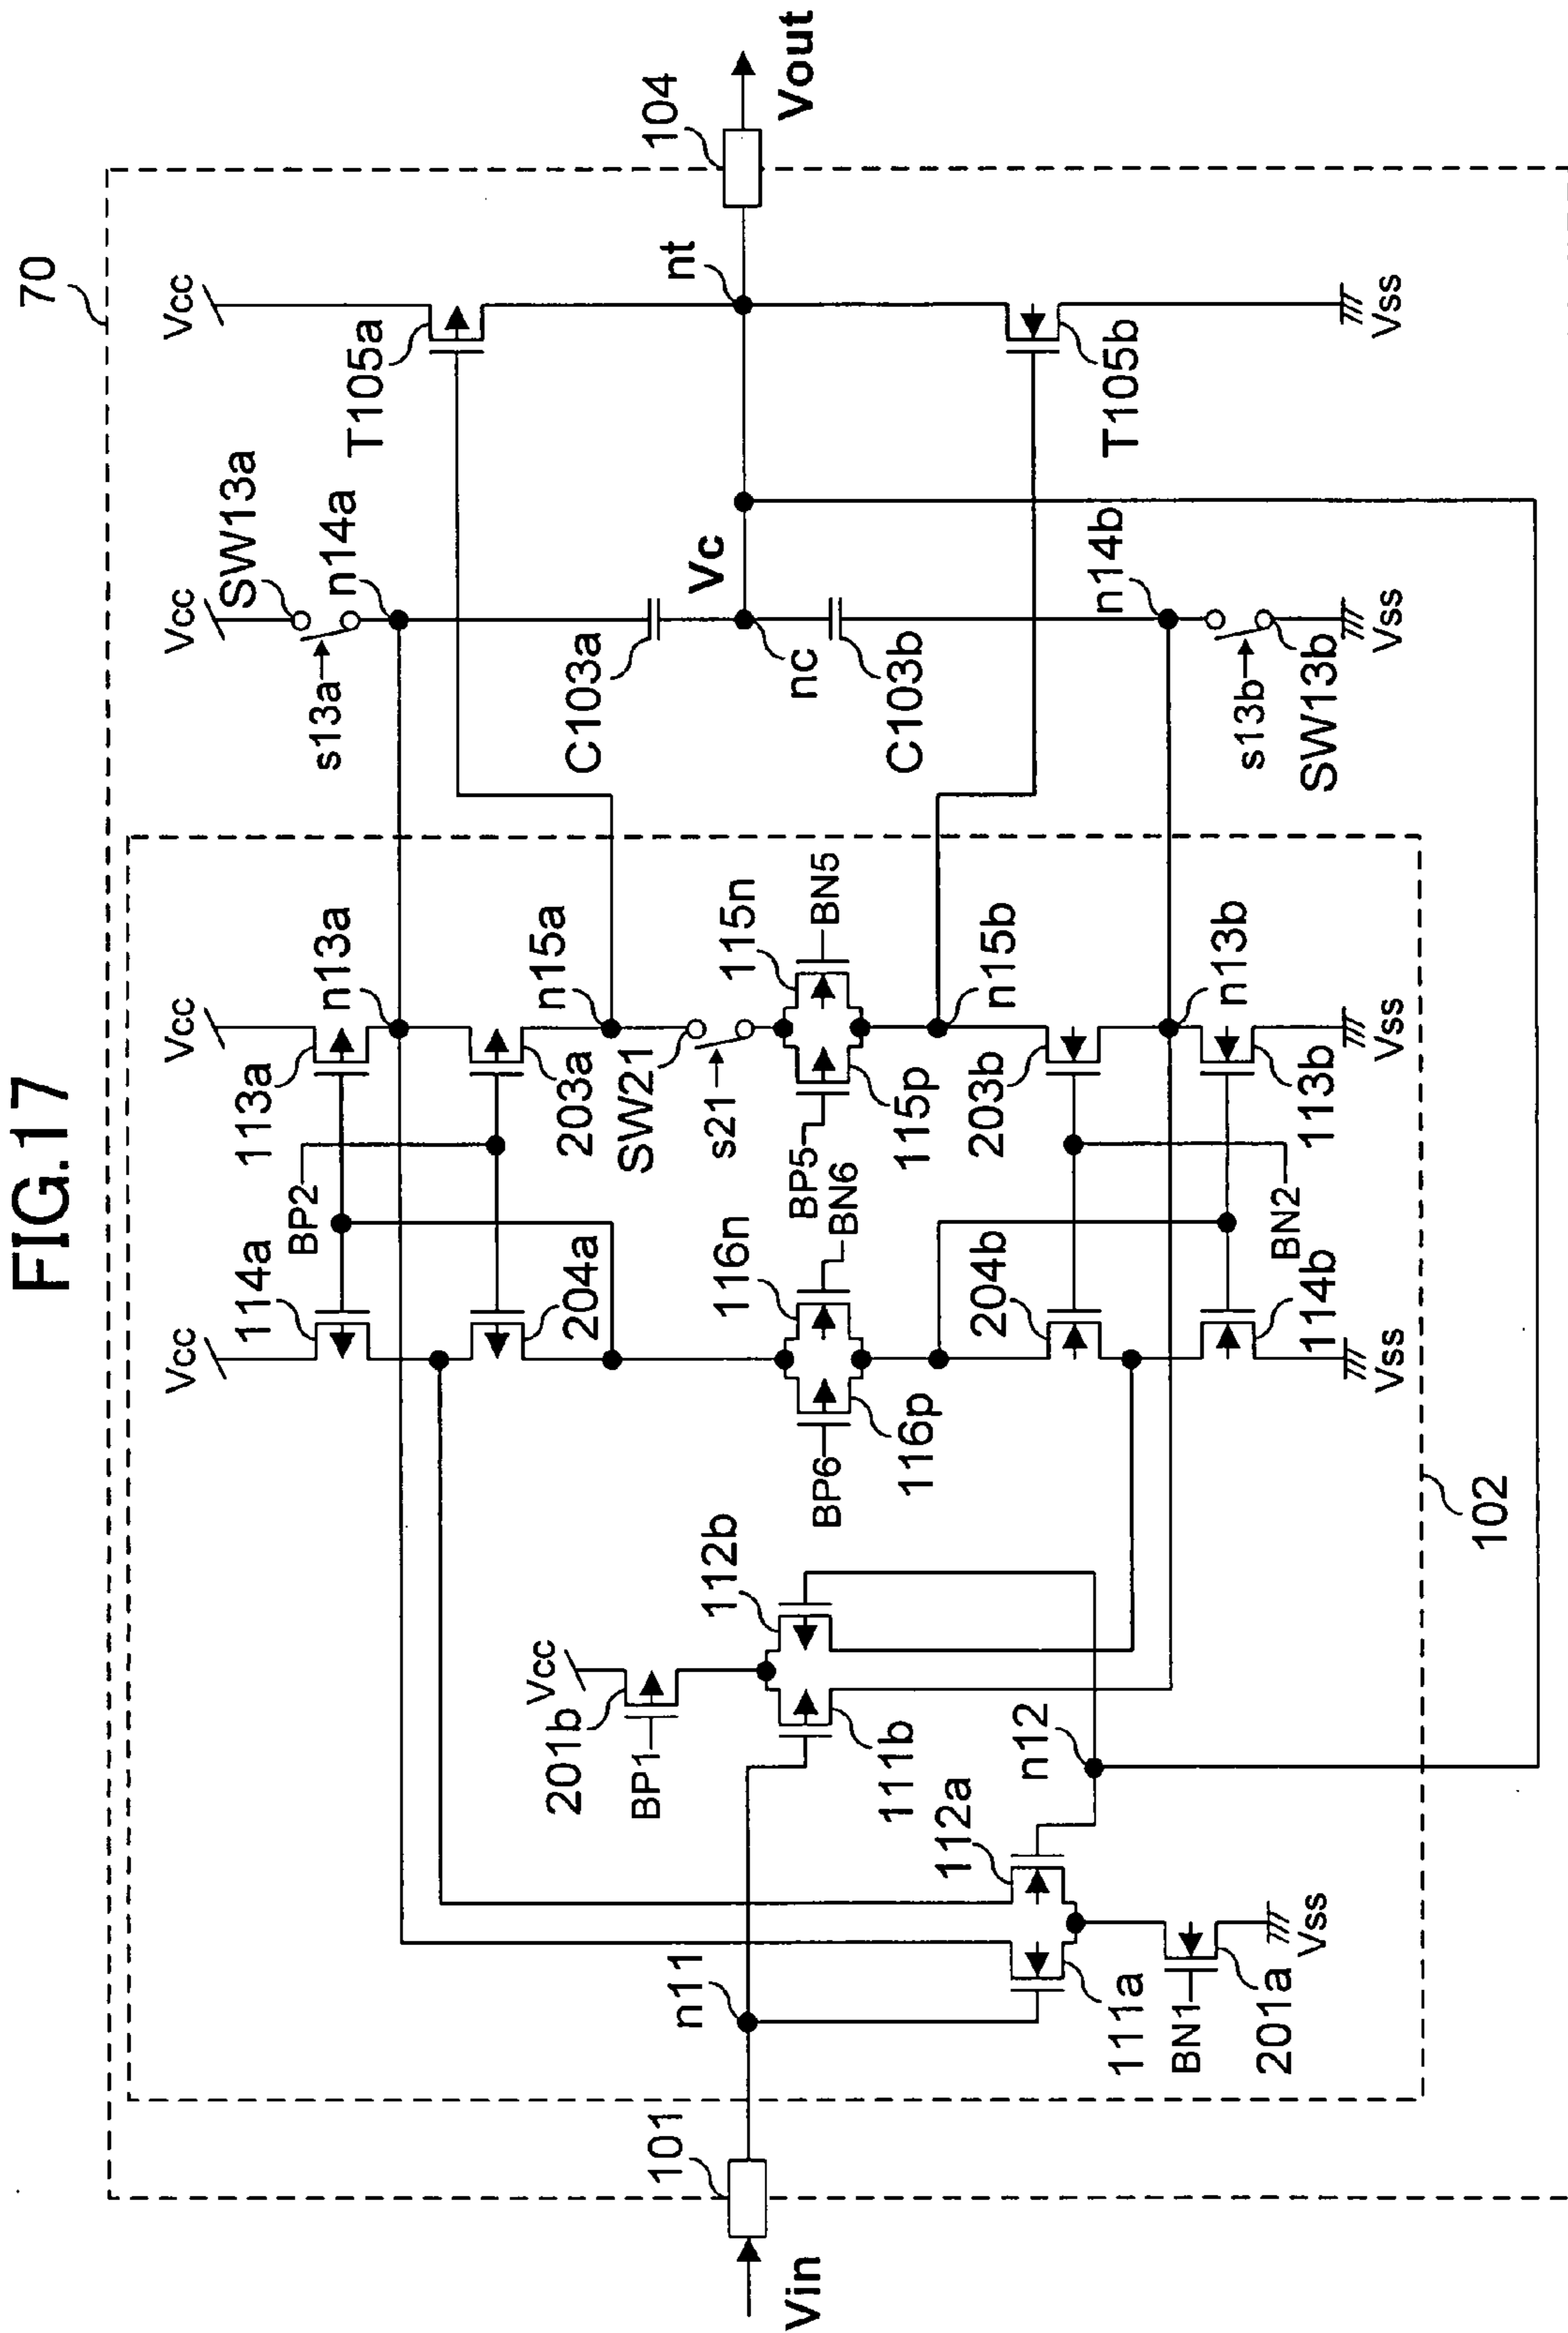 FIG.17
70
Vcc
Vcc
Vcc
Vcc
SW13a
114a
113a
n13a
s13a
n14a
T105a
BP2
204a
203a
n15a
C103a
nt
104
Vout
Vcc
201b
BP1
112b
BP6
116p
116n
BN6
SW21
s21
BP5
115p
115n
BN5
Vc
nc
C103b
Vin
101
n11
111b
n12
112a
111a
BN1
201a
Vss
204b
203b
n15b
T105b
n14b
n13b
BN2
114b
113b
s13b
SW13b
Vss
Vss
Vss
Vss
102